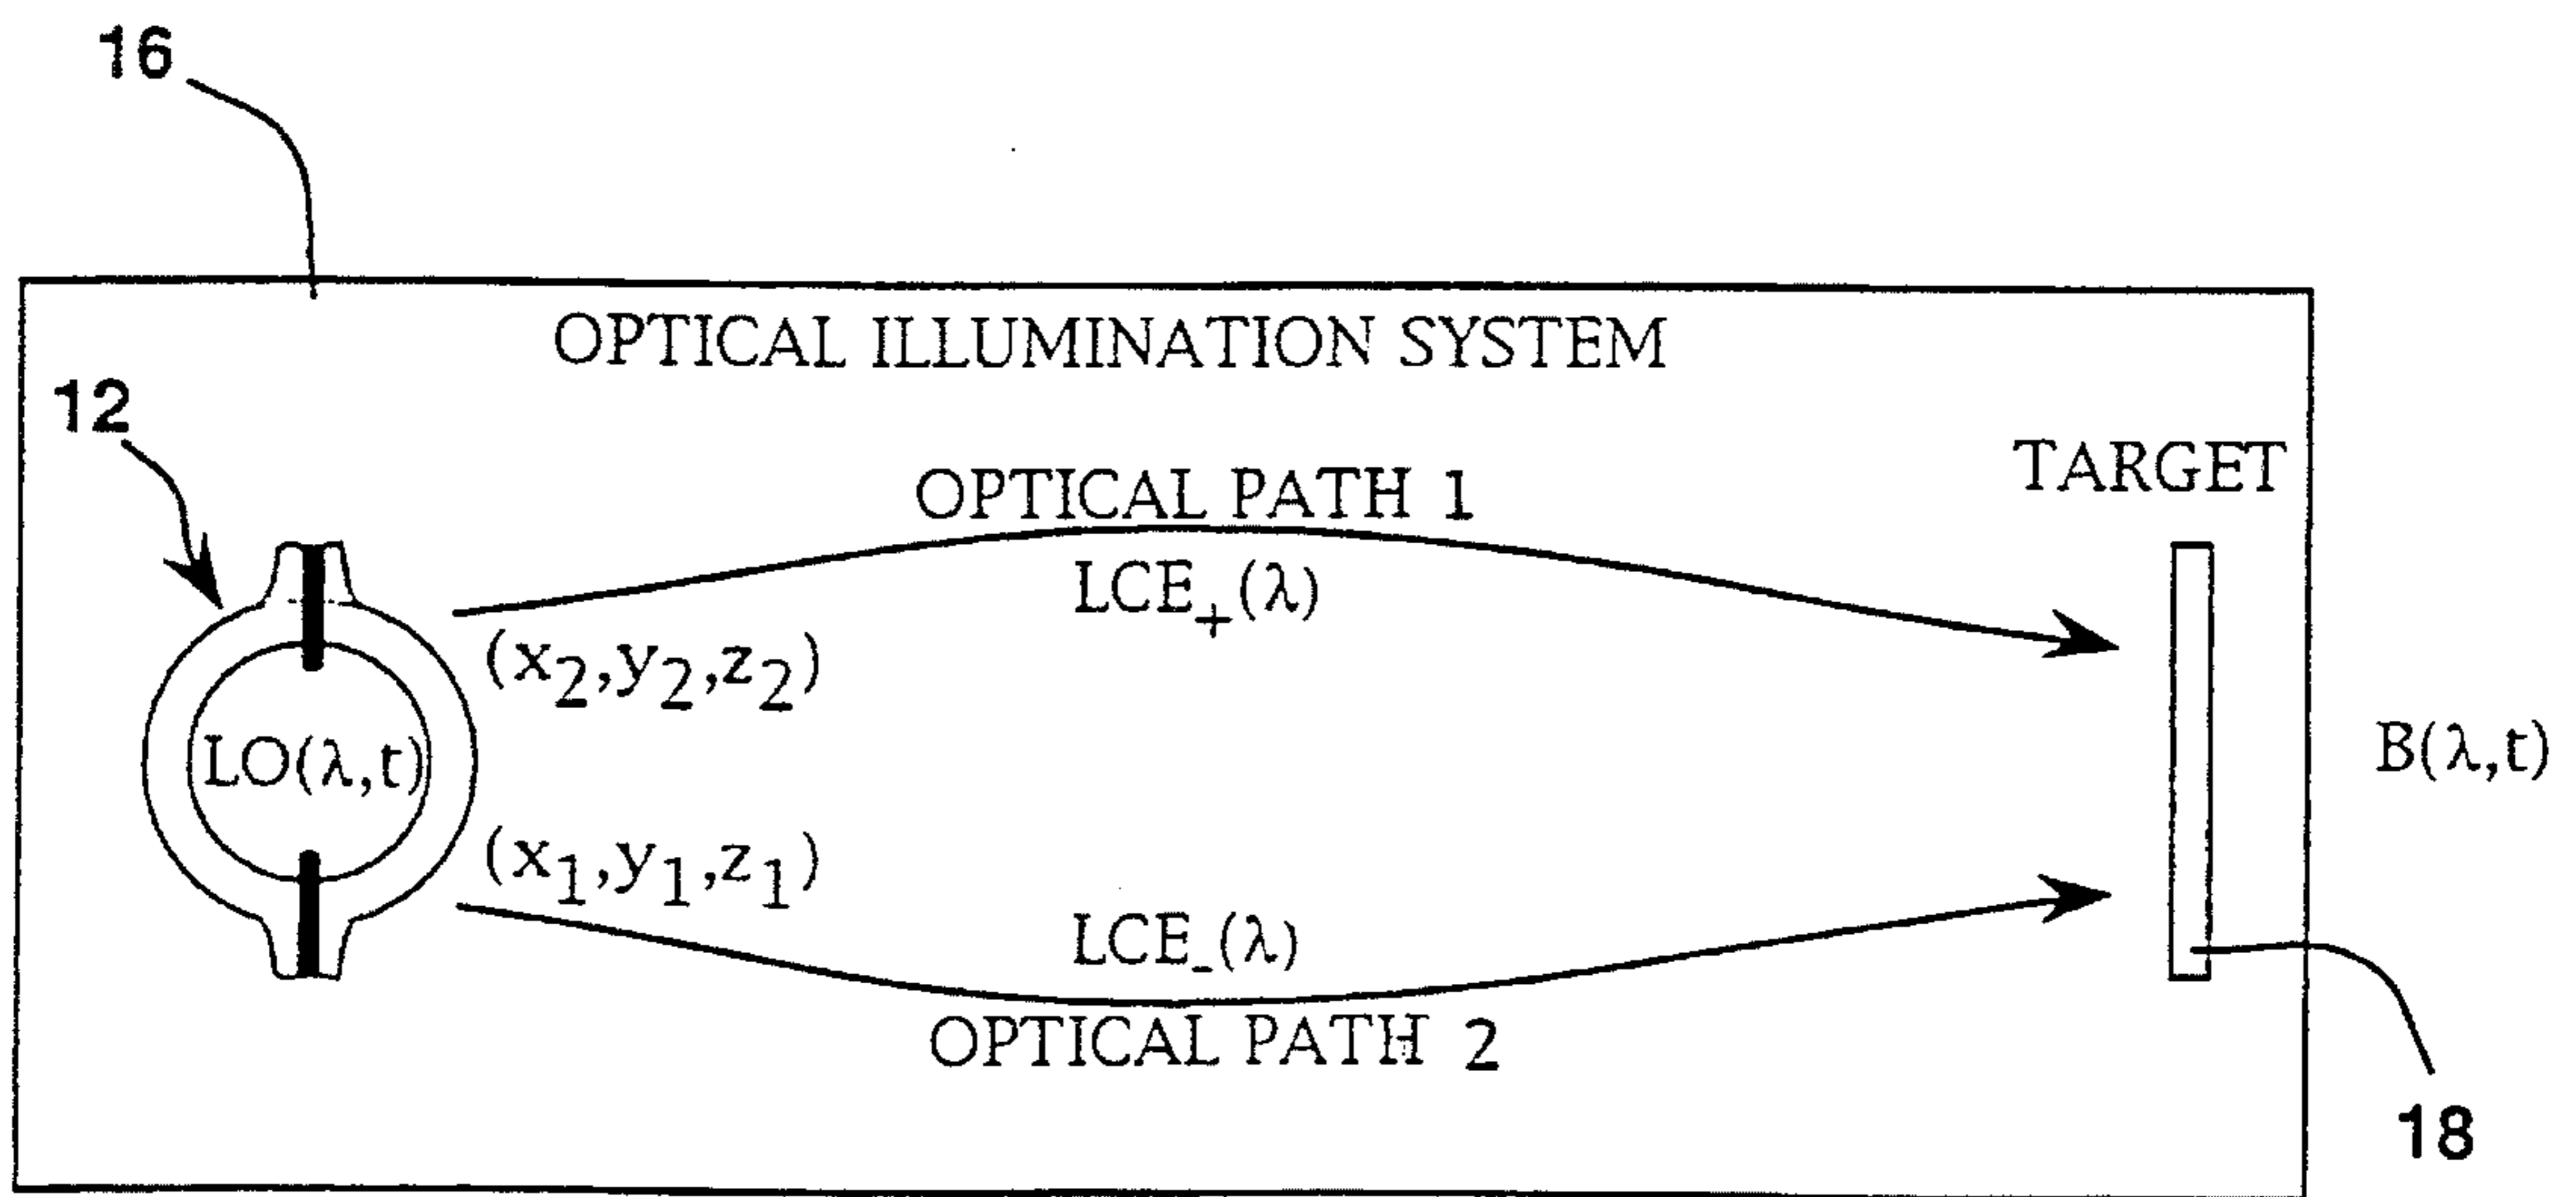 16
OPTICAL ILLUMINATION SYSTEM
12
TARGET
OPTICAL PATH 1
LCE₊(λ)
(x₂,y₂,z₂)
LO(λ,t)
B(λ,t)
(x₁,y₁,z₁)
LCE₋(λ)
OPTICAL PATH 2
18